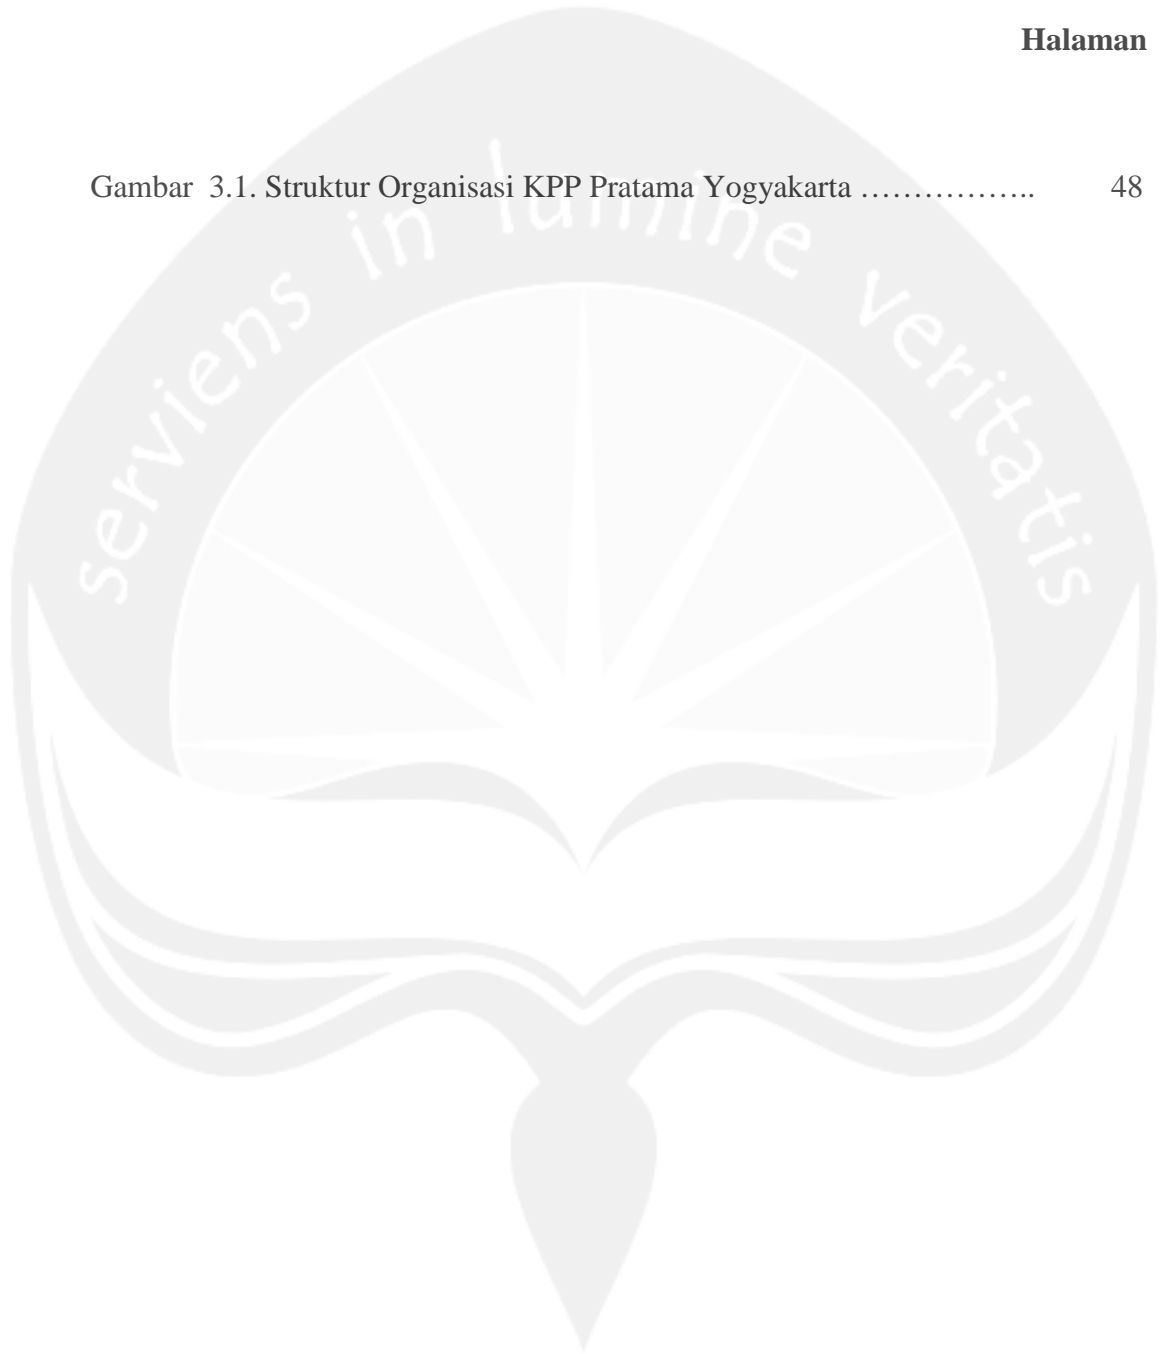 Halaman
Gambar 3.1. Struktur Organisasi KPP Pratama Yogyakarta …………….. 48
serviens in lumine veritatis